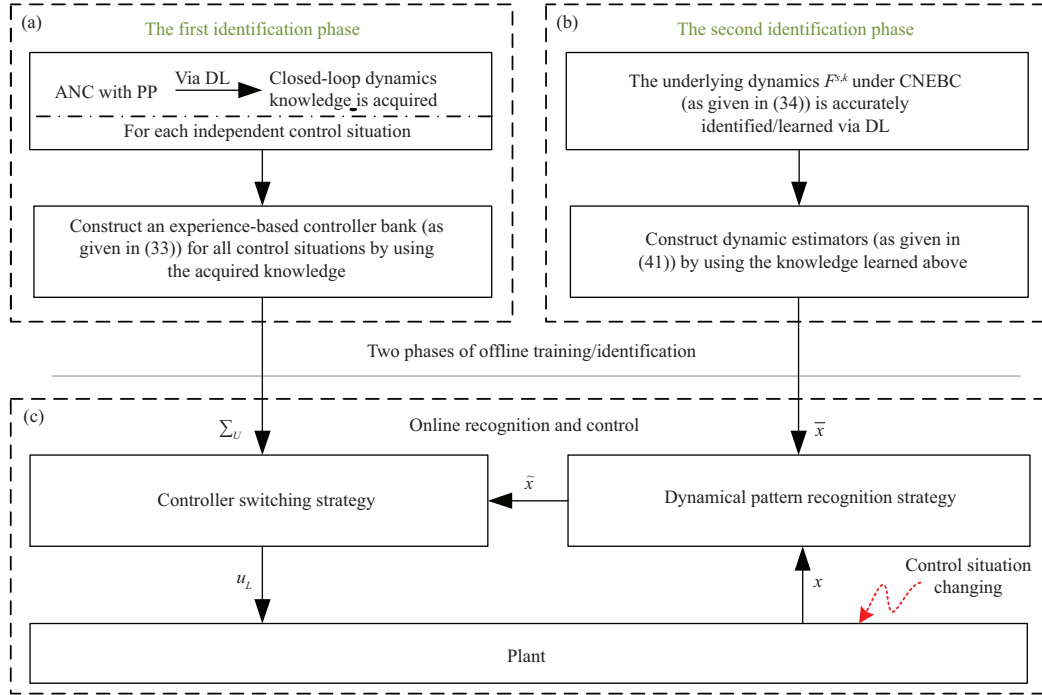 (a)
The first identification phase
ANC with PP
Via DL
Closed-loop dynamics
knowledge is acquired
For each independent control situation
Construct an experience-based controller bank (as
given in (33)) for all control situations by using
the acquired knowledge
(b)
The second identification phase
The underlying dynamics F^{s,k} under CNEBC
(as given in (34)) is accurately
identified/learned via DL
Construct dynamic estimators (as given in
(41)) by using the knowledge learned above
Two phases of offline training/identification
(c)
Online recognition and control
∑_U
x̅
Controller switching strategy
x̃
Dynamical pattern recognition strategy
u_L
x
Control situation
changing
Plant